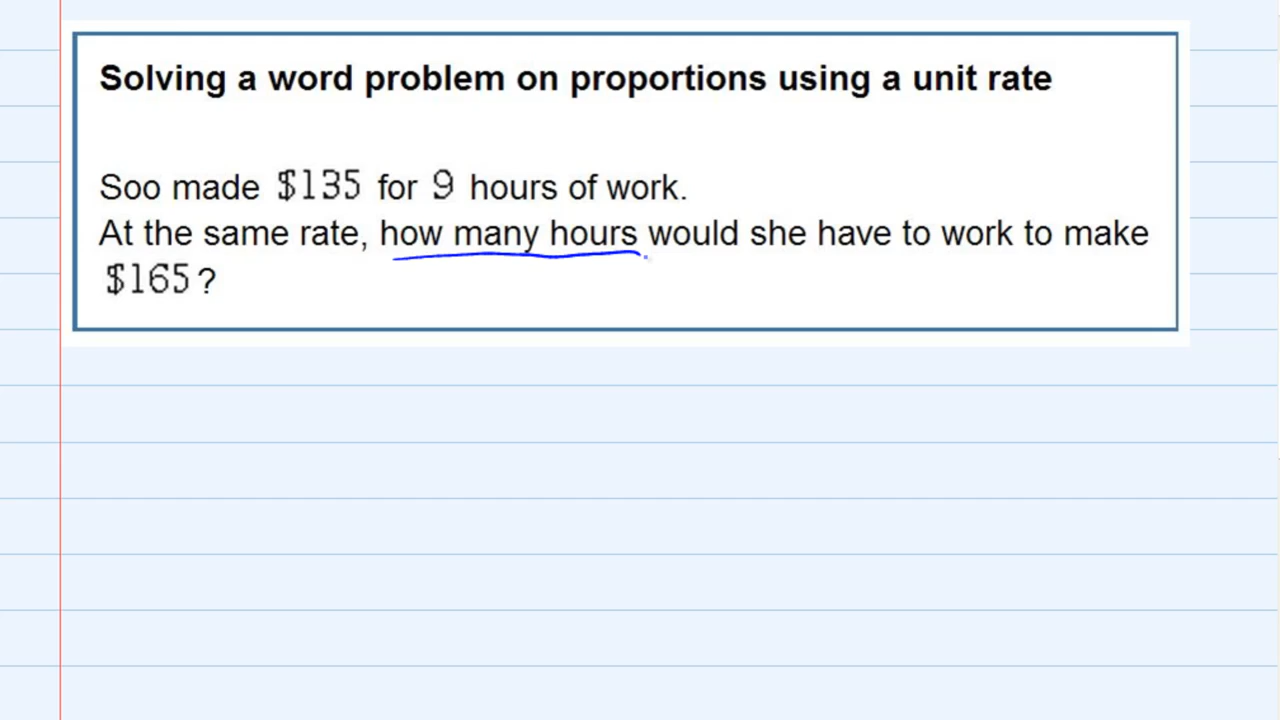 Solving a word problem on proportions using a unit rate
Soo made $135 for 9 hours of work.
At the same rate, how many hours would she have to work to make
$165?